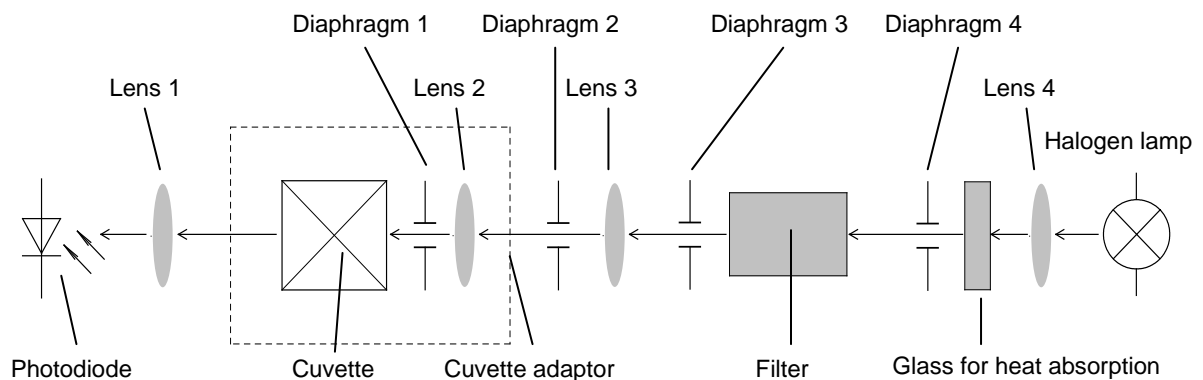 Diaphragm 1
Diaphragm 2
Diaphragm 3
Diaphragm 4
Lens 1
Lens 2
Lens 3
Lens 4
Halogen lamp
Photodiode
Cuvette
Cuvette adaptor
Filter
Glass for heat absorption